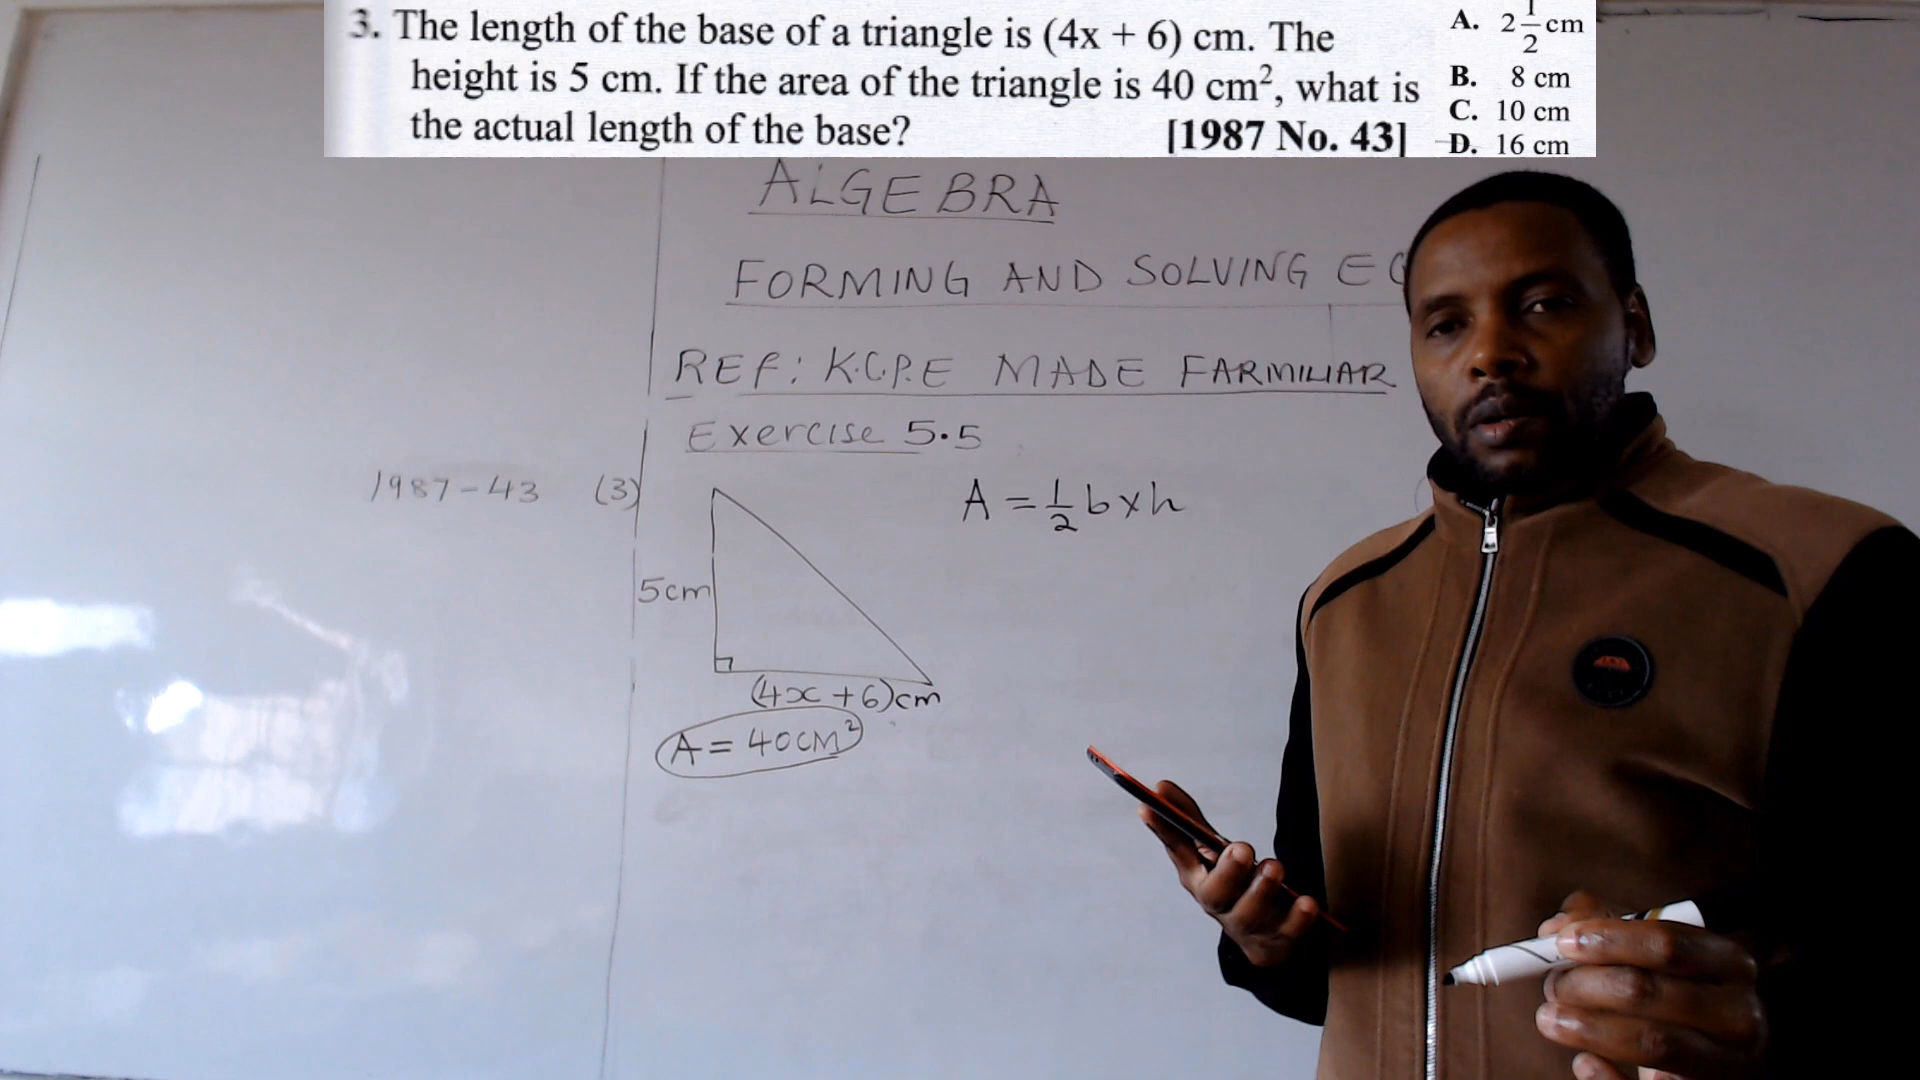 3. The length of the base of a triangle is (4x + 6) cm. The
height is 5 cm. If the area of the triangle is 40 cm², what is
the actual length of the base? [1987 No. 43]
A. 2 1/2 cm
B. 8 cm
C. 10 cm
D. 16 cm
ALGEBRA
FORMING AND SOLVING
REF: K.C.P.E MADE FARMILIAR
Exercise 5.5
1987-43 (3)
A = 1/2 b x h
5cm
(4x + 6)cm
A = 40CM²